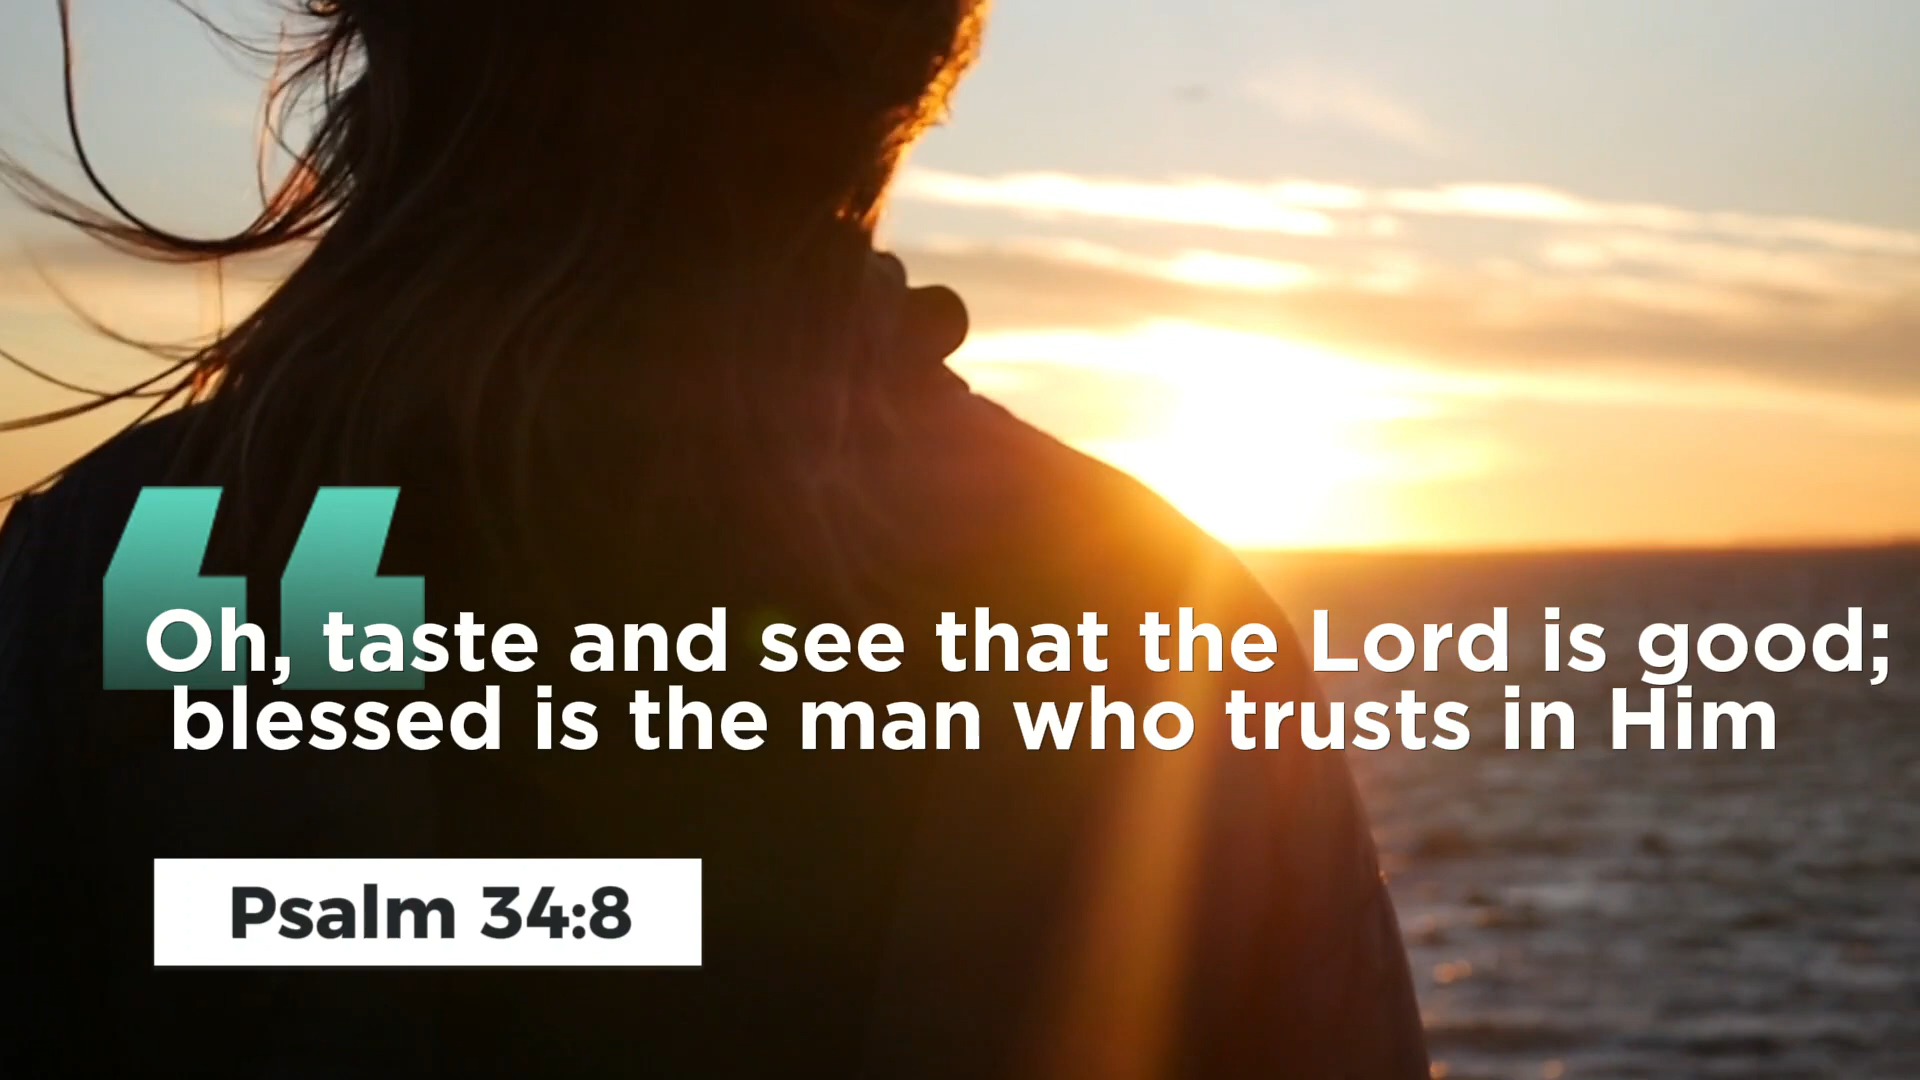 Oh, taste and see that the Lord is good;
blessed is the man who trusts in Him
Psalm 34:8